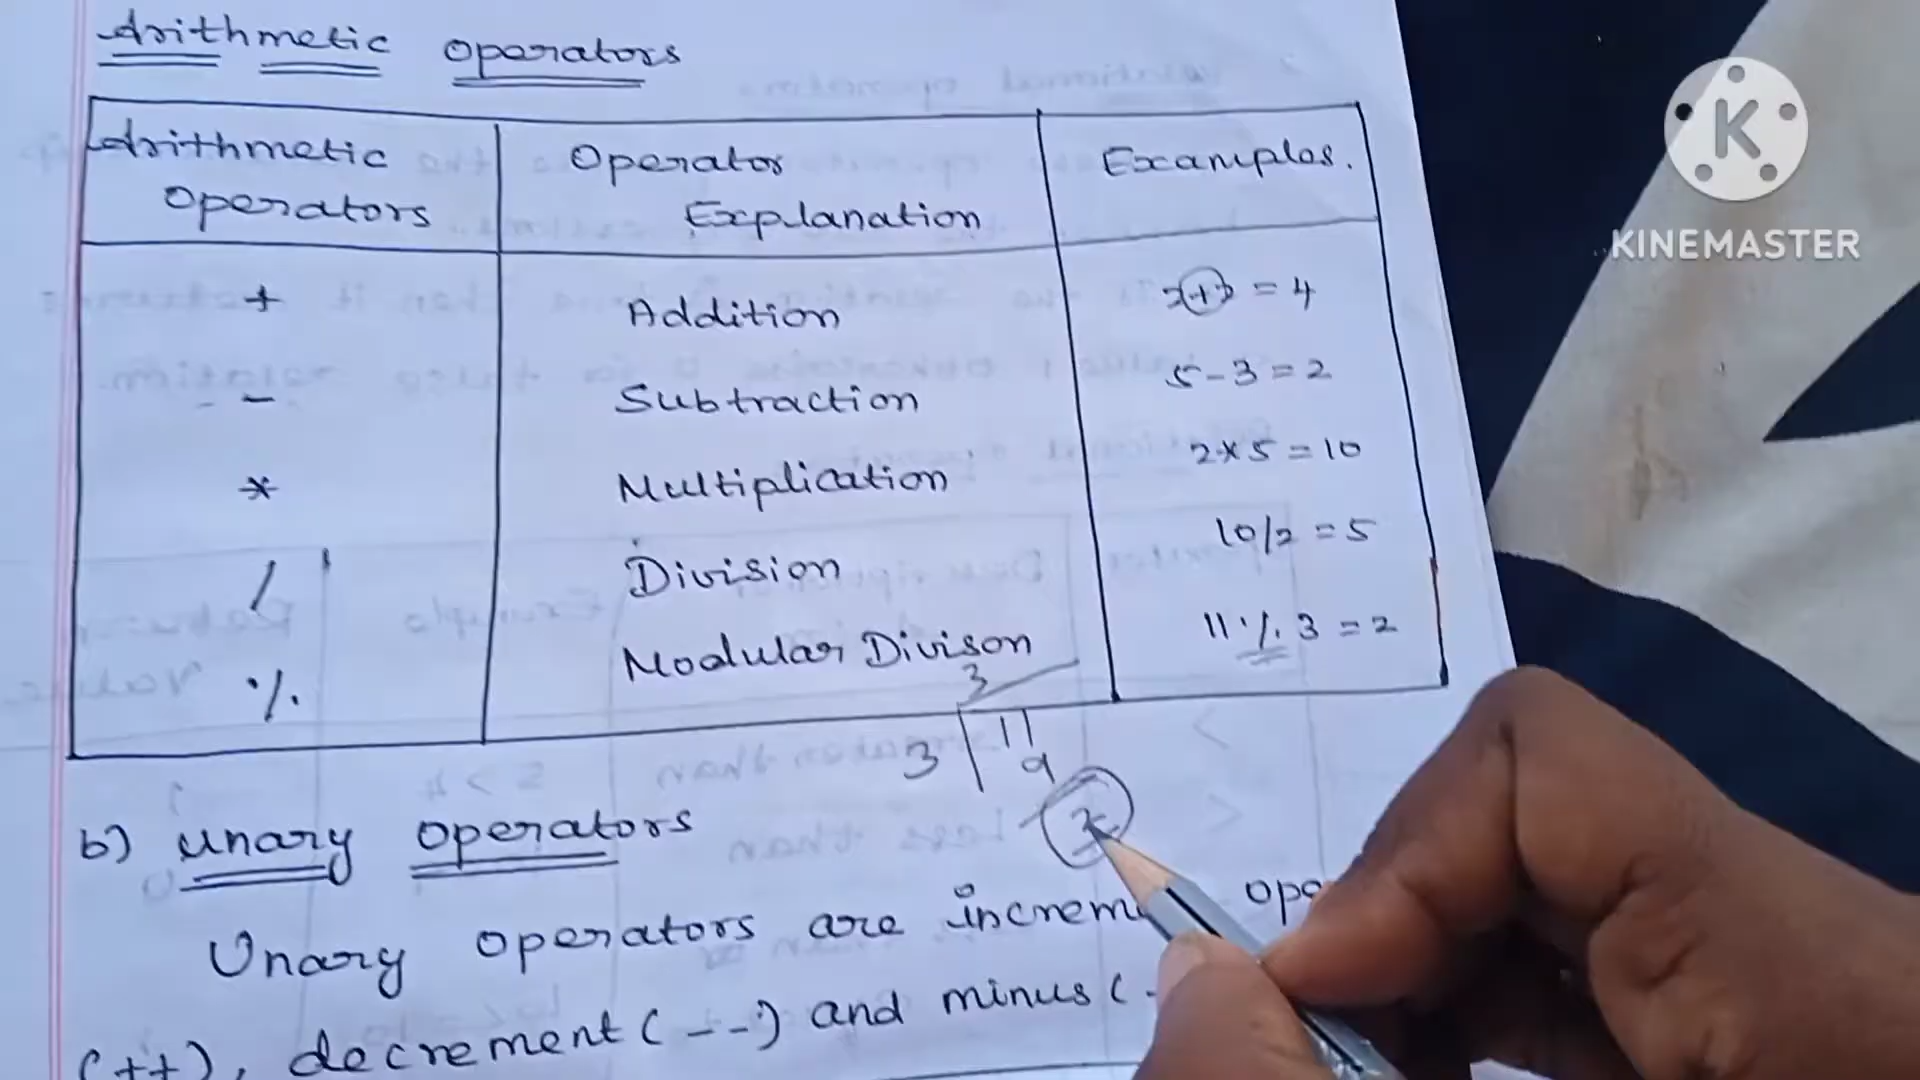 Arithmetic Operators
Arithmetic Operators
Operator Explanation
Examples.
+
Addition
2+2 = 4
-
Subtraction
5-3=2
*
Multiplication
2*5=10
/
Division
10/2=5
%
Modular Divison
11%3=2
3
3 11
9
2
b) Unary Operators
Unary operators are
(++), decrement(--) and minus(-
KINEMASTER